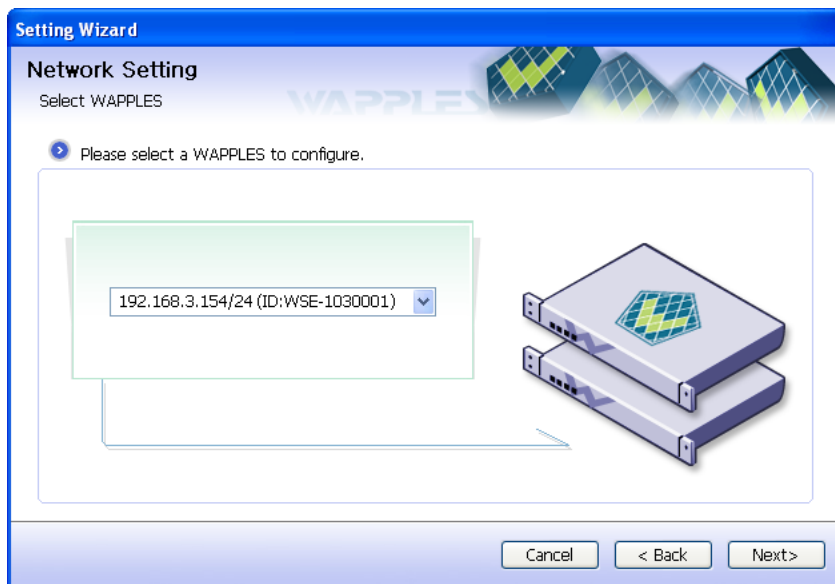 Setting Wizard
Network Setting
Select WAPPLES
WAPPLES
Please select a WAPPLES to configure.
192.168.3.154/24 (ID:WSE-1030001)
Cancel
< Back
Next>